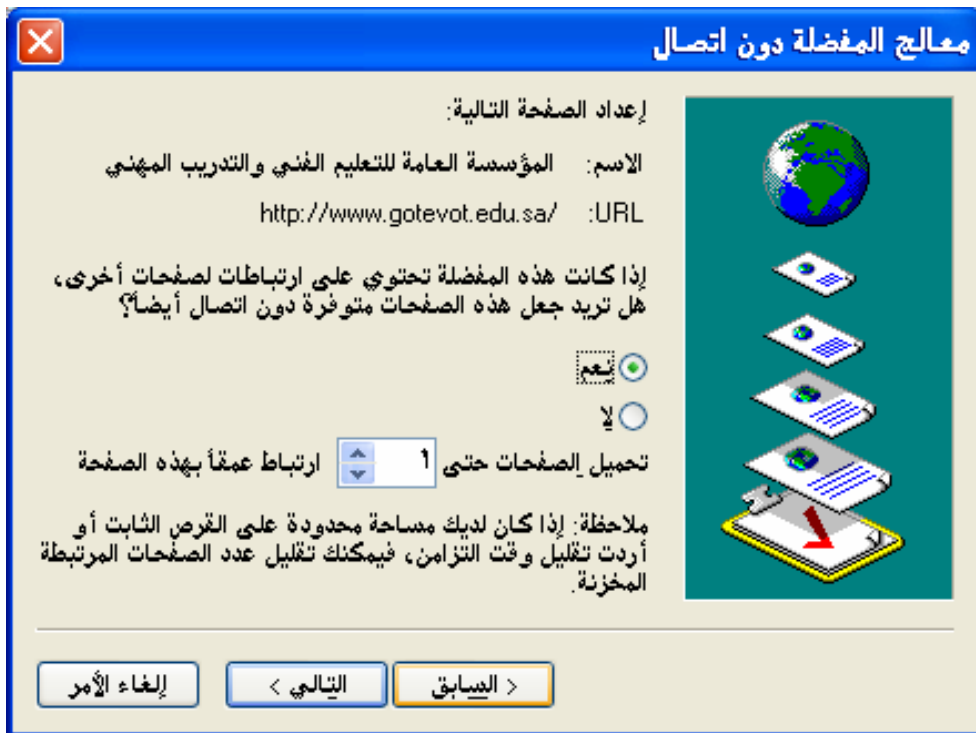 معالج المفضلة دون اتصال
إعداد الصفحة التالية:
الاسم: المؤسسة العامة للتعليم الفني والتدريب المهني
URL: http://www.gotevot.edu.sa/
إذا كانت هذه المفضلة تحتوي على ارتباطات لصفحات أخرى،
هل تريد جعل هذه الصفحات متوفرة دون اتصال أيضاً؟
نعم
لا
تحميل الصفحات حتى ١ ارتباط عمقاً بهذه الصفحة
ملاحظة: إذا كان لديك مساحة محدودة على القرص الثابت أو
أردت تقليل وقت التزامن، فيمكنك تقليل عدد الصفحات المرتبطة
المخزنة.
< السابق التالي > إلغاء الأمر